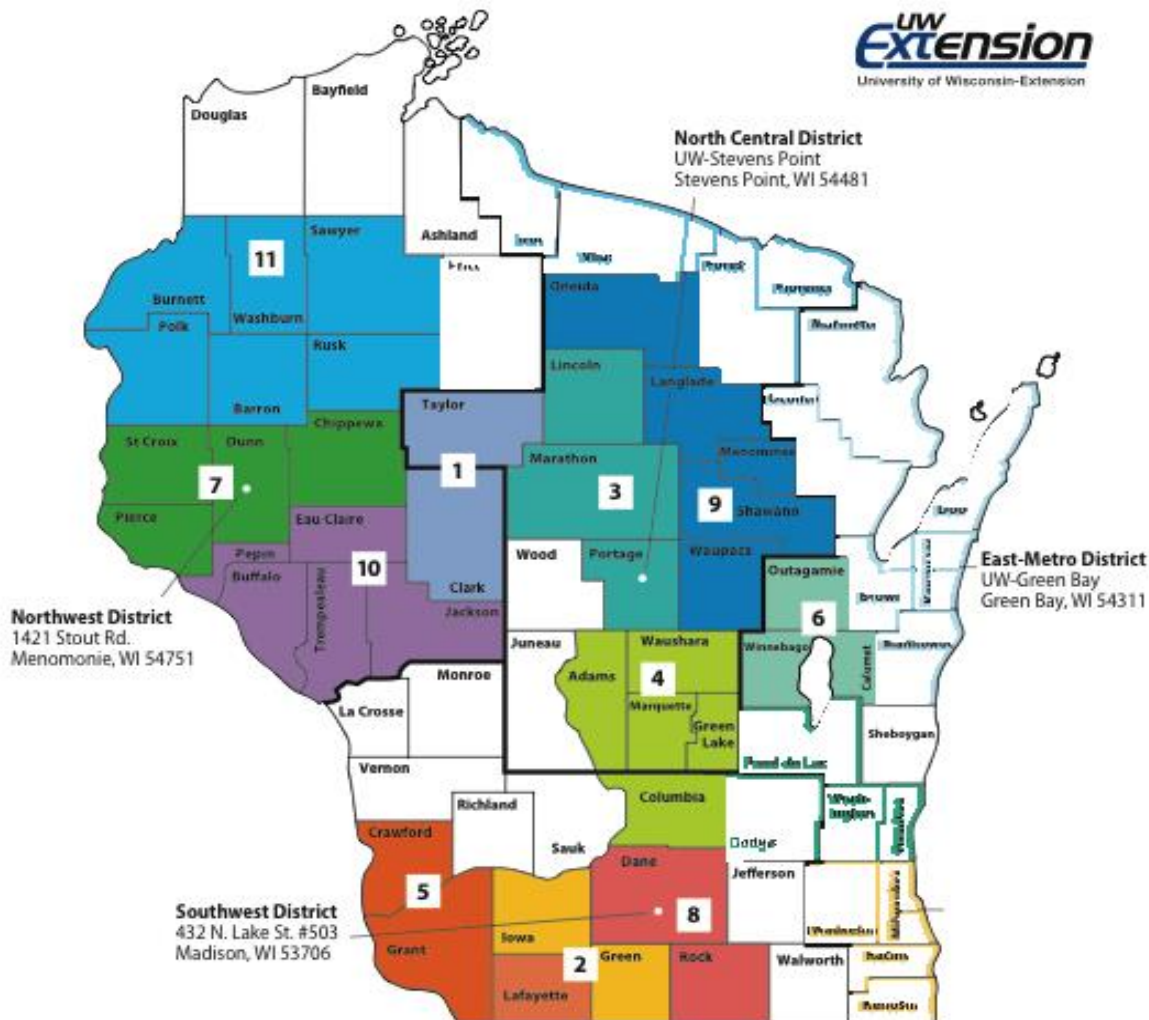 UW
Extension
University of Wisconsin-Extension
Bayfield
Douglas
North Central District
UW-Stevens Point
Stevens Point, WI 54481
Sawyer
Ashland
11
Oneida
Burnett
Washburn
Polk
Rusk
Lincoln
Langlade
Taylor
Barron
Chippewa
St Croix
Dunn
Menominee
Marathon
1
7
3
9
Shawano
Pierce
Eau Claire
Wood
Portage
Waupaca
Pepin
Buffalo
10
Clark
Outagamie
East-Metro District
UW-Green Bay
Green Bay, WI 54311
Northwest District
1421 Stout Rd.
Menomonie, WI 54751
Trempealeau
Jackson
6
Juneau
Waushara
Winnebago
Calumet
Monroe
Adams
4
La Crosse
Marquette
Green
Lake
Sheboygan
Fond du Lac
Vernon
Richland
Columbia
Crawford
Sauk
Dodge
Dane
Jefferson
5
Southwest District
432 N. Lake St. #503
Madison, WI 53706
8
Iowa
Grant
2
Green
Rock
Walworth
Lafayette